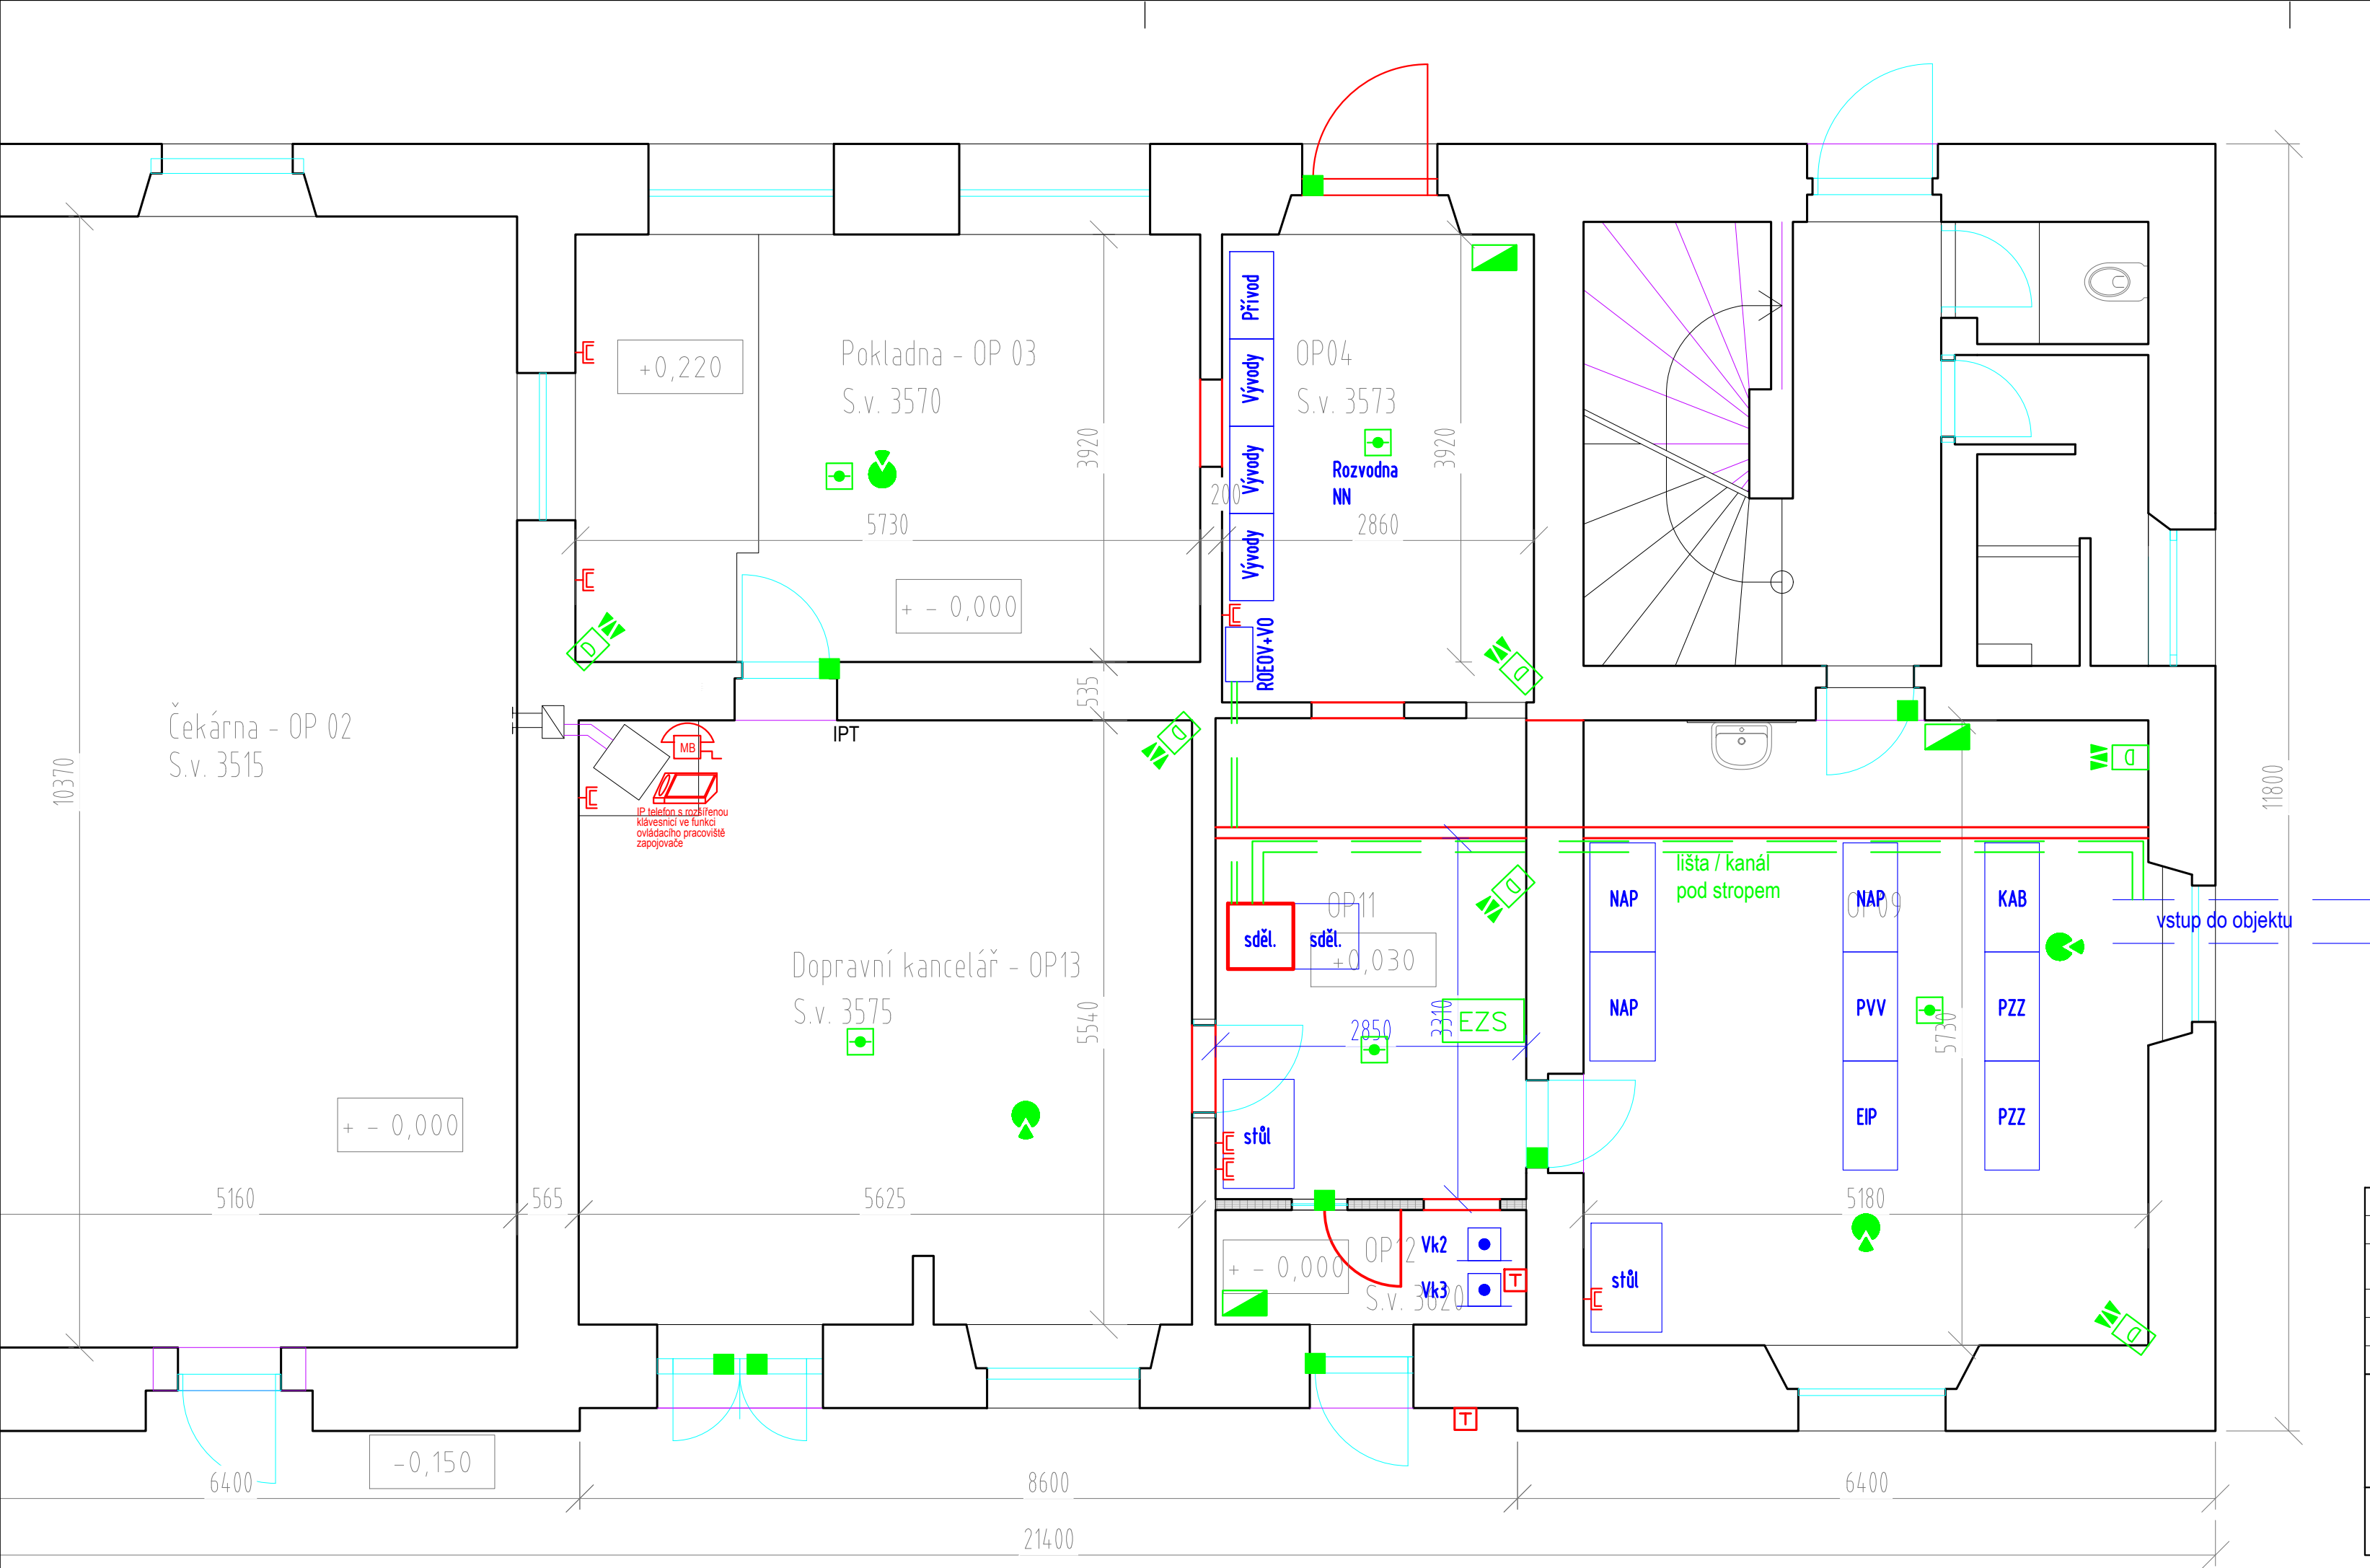 Přívod
Vývody
Vývody
Vývody
Pokladna - OP 03
S.v. 3570
+0,220
OP04
S.v. 3573
3920
3920
Rozvodna
NN
200
5730
2860
+ - 0,000
ROEOV+VO
535
Čekárna - OP 02
S.v. 3515
10370
11800
IPT
MB
IP telefon s rozšířenou
klávesnicí ve funkci
ovládacího pracoviště
zapojovače
D
D
D
D
D
D
lišta / kanál
pod stropem
NAP
NAP
KAB
OP11
OP09
vstup do objektu
sděl.
sděl.
+0,030
Dopravní kancelář - OP13
S.v. 3575
5540
NAP
PVV
PZZ
3310
EZS
2850
5730
EIP
PZZ
stůl
+ - 0,000
5160
565
5625
5180
OP12
Vk2
+ - 0,000
stůl
Vk3
T
S.v. 3620
T
-0,150
6400
8600
6400
21400